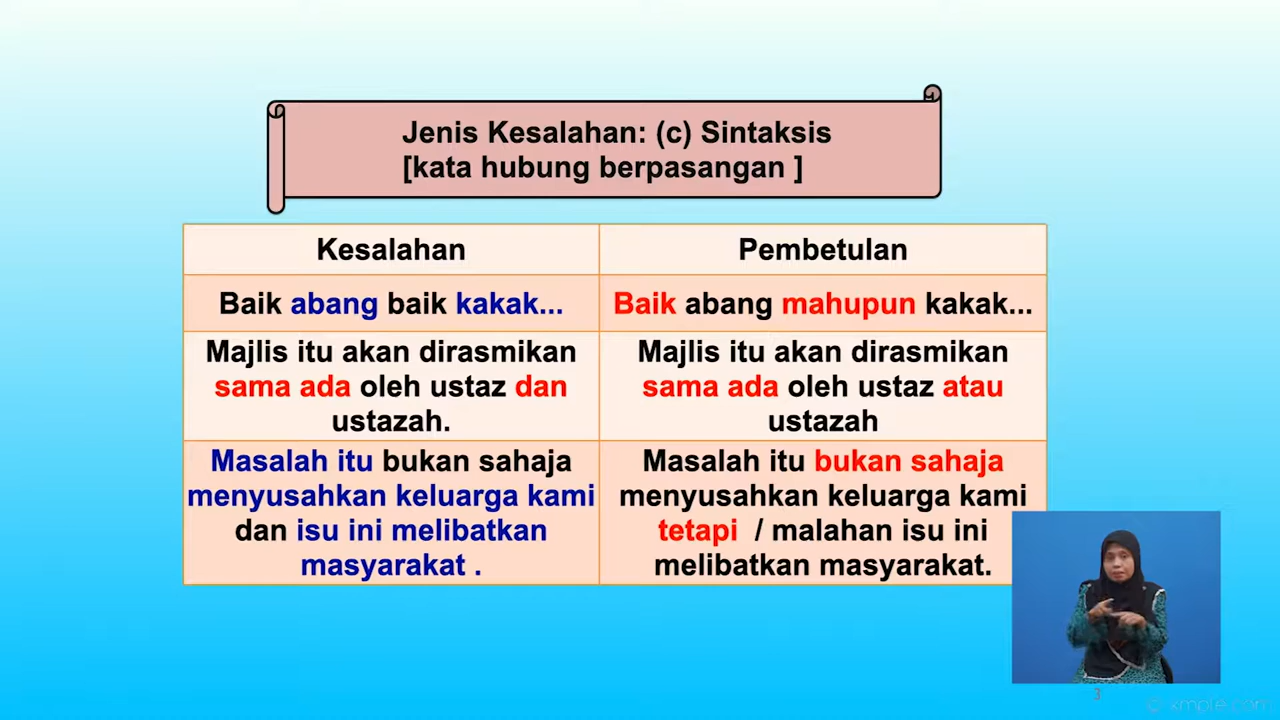 Jenis Kesalahan: (c) Sintaksis
[kata hubung berpasangan ]
Kesalahan
Pembetulan
Baik abang baik kakak...
Baik abang mahupun kakak...
Majlis itu akan dirasmikan
sama ada oleh ustaz dan
ustazah.
Majlis itu akan dirasmikan
sama ada oleh ustaz atau
ustazah
Masalah itu bukan sahaja
menyusahkan keluarga kami
dan isu ini melibatkan
masyarakat .
Masalah itu bukan sahaja
menyusahkan keluarga kami
tetapi / malahan isu ini
melibatkan masyarakat.
3
© xmple.com